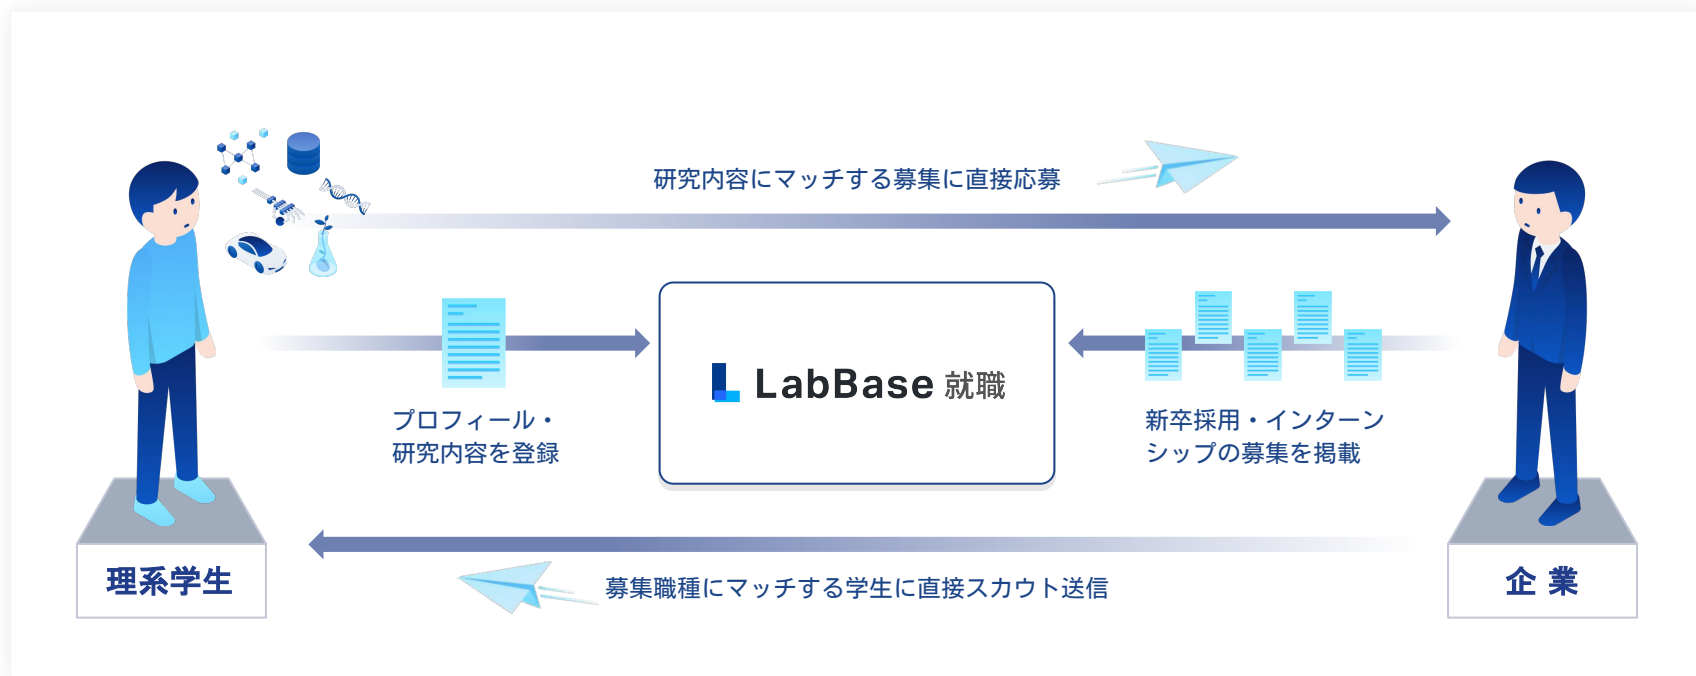 研究内容にマッチする募集に直接応募
LabBase 就職
プロフィール・
研究内容を登録
新卒採用・インターン
シップの募集を掲載
理系学生
企業
募集職種にマッチする学生に直接スカウト送信